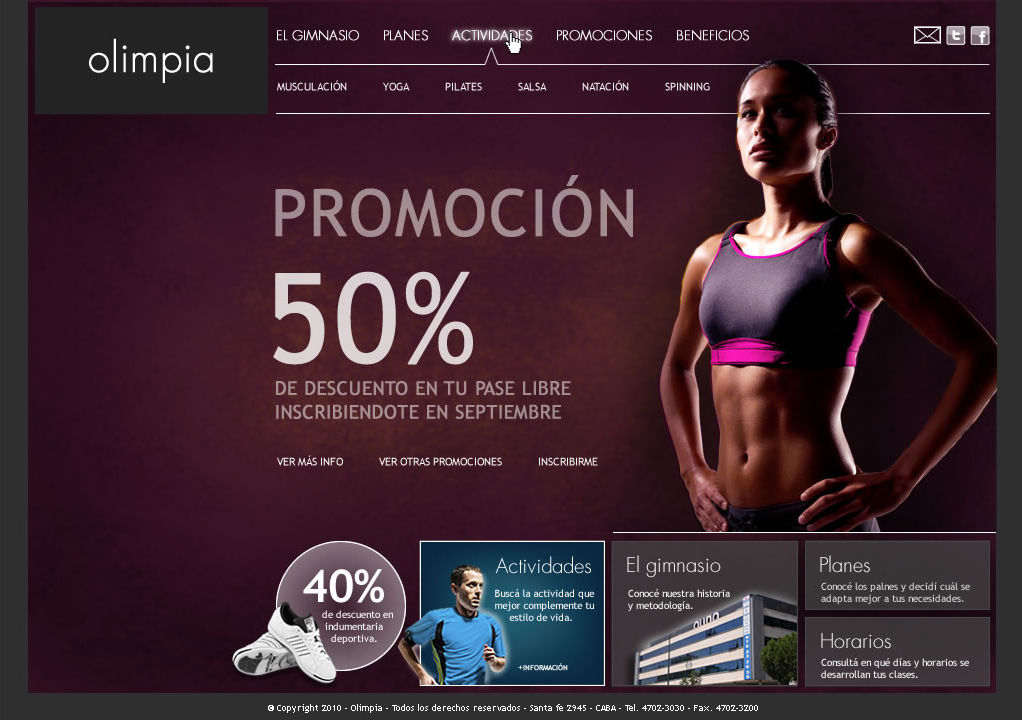 olimpia
EL GIMNASIO PLANES ACTIVIDADES PROMOCIONES BENEFICIOS
MUSCULACIÓN YOGA PILATES SALSA NATACIÓN SPINNING
PROMOCIÓN
50%
DE DESCUENTO EN TU PASE LIBRE
INSCRIBIENDOTE EN SEPTIEMBRE
VER MÁS INFO VER OTRAS PROMOCIONES INSCRIBIRME
40%
de descuento en
indumentaria
deportiva.
Actividades
Buscá la actividad que
mejor complemente tu
estilo de vida.
+INFORMACIÓN
El gimnasio
Conocé nuestra historia
y metodología.
Planes
Conocé los palnes y decidí cuál se
adapta mejor a tus necesidades.
Horarios
Consultá en qué días y horarios se
desarrollan tus clases.
© Copyright 2010 - Olimpia - Todos los derechos reservados - Santa fe 2945 - CABA - Tel. 4702-3030 - Fax. 4702-3200